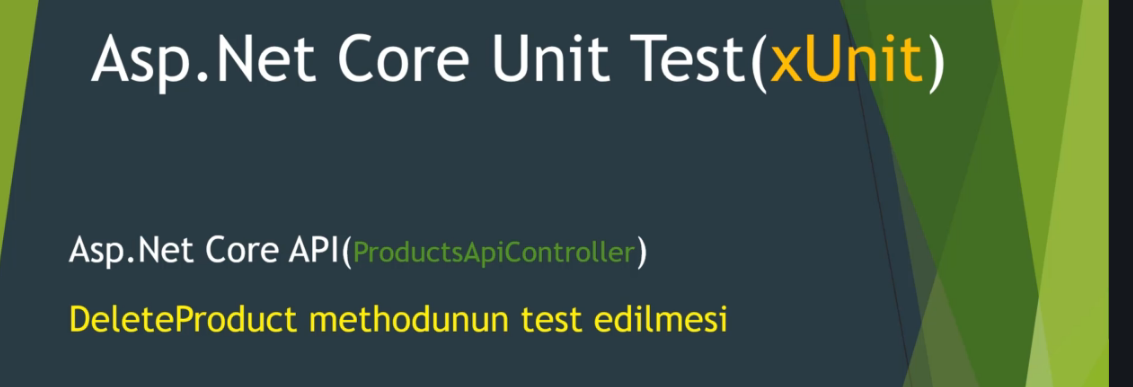 Asp.Net Core Unit Test(xUnit)
Asp.Net Core API(ProductsApiController)
DeleteProduct methodunun test edilmesi